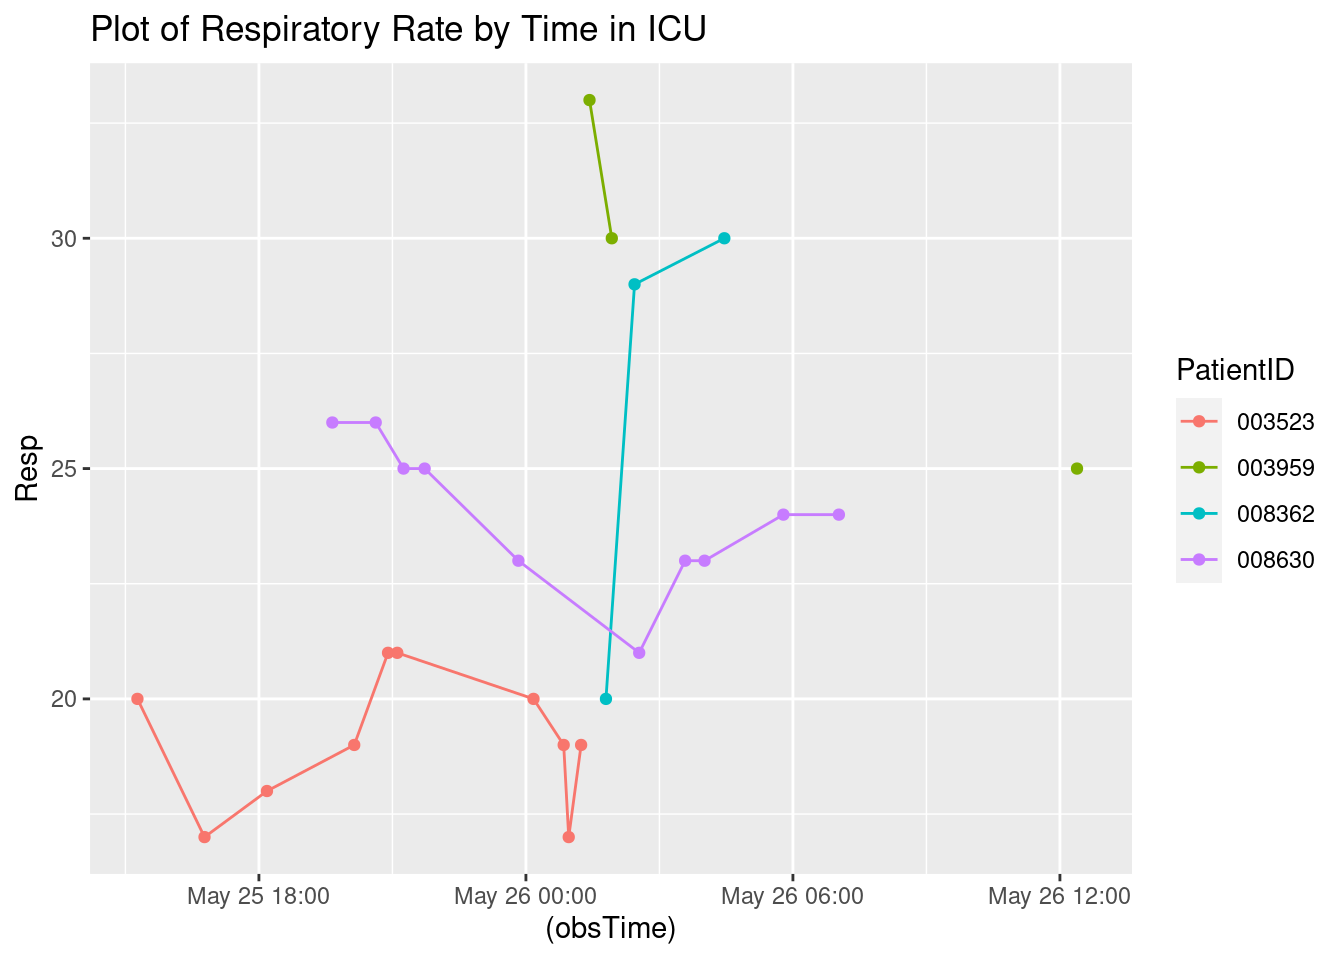 Plot of Respiratory Rate by Time in ICU
Resp
30
25
20
May 25 18:00
May 26 00:00
May 26 06:00
May 26 12:00
(obsTime)
PatientID
003523
003959
008362
008630